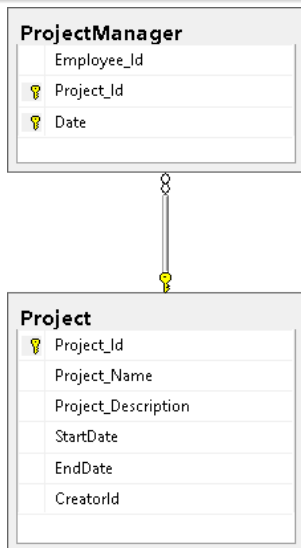 ProjectManager
Employee_Id
Project_Id
Date
Project
Project_Id
Project_Name
Project_Description
StartDate
EndDate
CreatorId